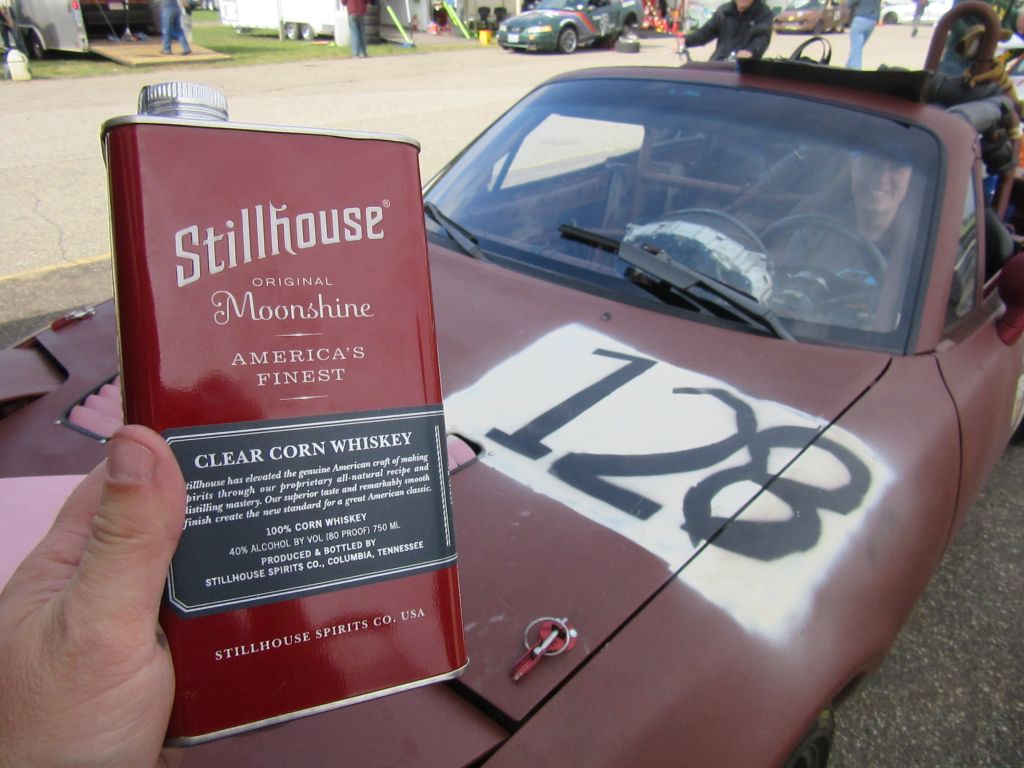 Stillhouse®
ORIGINAL
Moonshine
AMERICA'S
FINEST
CLEAR CORN WHISKEY
Stillhouse has elevated the genuine American craft of making
spirits through our proprietary all-natural recipe and
distilling mastery. Our superior taste and remarkably smooth
finish create the new standard for a great American classic.
100% CORN WHISKEY
40% ALCOHOL BY VOL (80 PROOF) 750 ML
PRODUCED & BOTTLED BY
STILLHOUSE SPIRITS CO., COLUMBIA, TENNESSEE
STILLHOUSE SPIRITS CO. USA
128